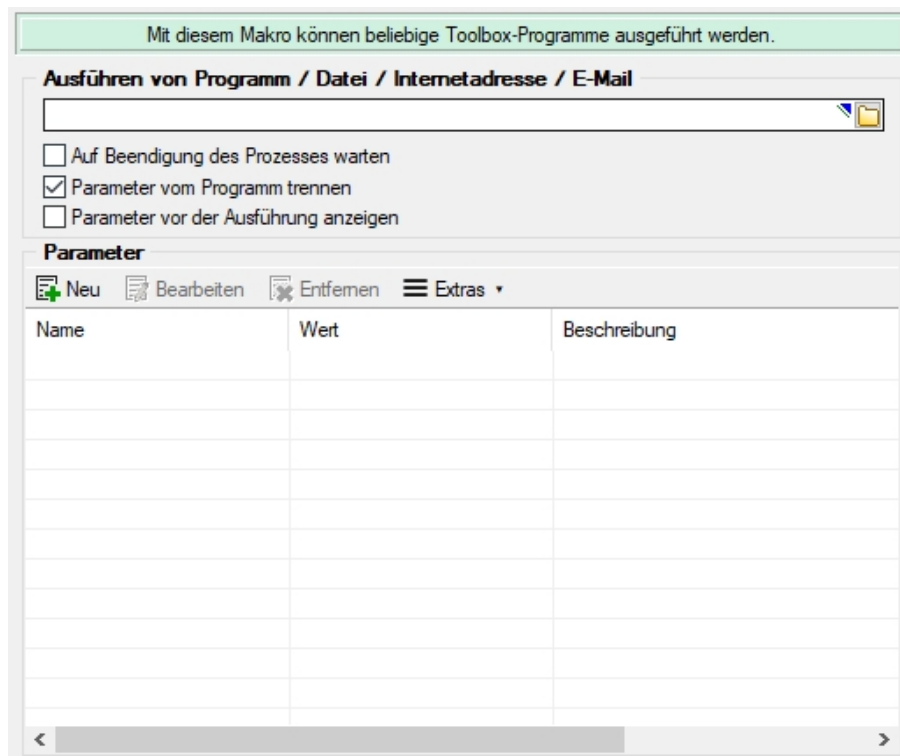 Mit diesem Makro können beliebige Toolbox-Programme ausgeführt werden.
Ausführen von Programm / Datei / Internetadresse / E-Mail
Auf Beendigung des Prozesses warten
Parameter vom Programm trennen
Parameter vor der Ausführung anzeigen
Parameter
Neu Bearbeiten Entfernen Extras
Name Wert Beschreibung